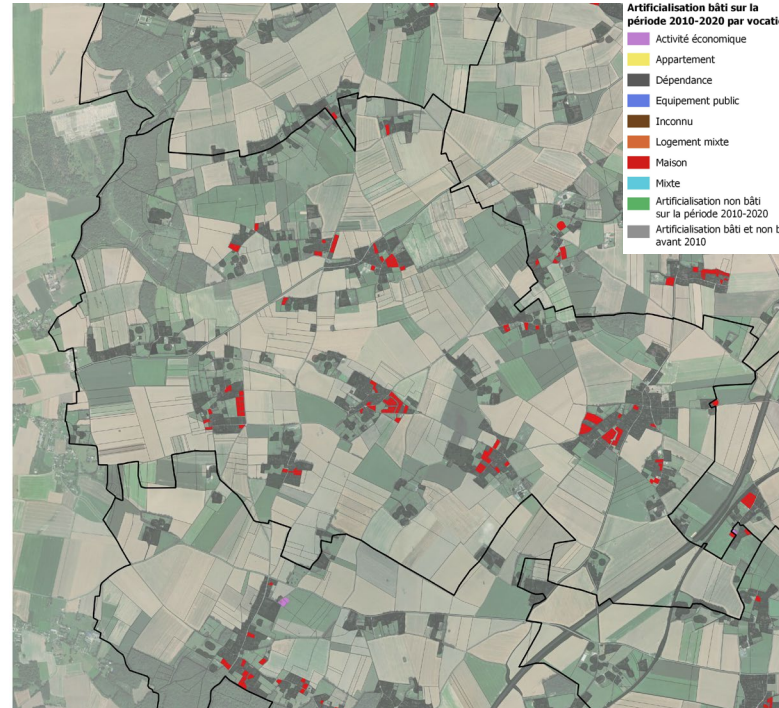 Artificialisation bâti sur la
période 2010-2020 par vocati
Activité économique
Appartement
Dépendance
Equipement public
Inconnu
Logement mixte
Maison
Mixte
Artificialisation non bâti
sur la période 2010-2020
Artificialisation bâti et non b
avant 2010